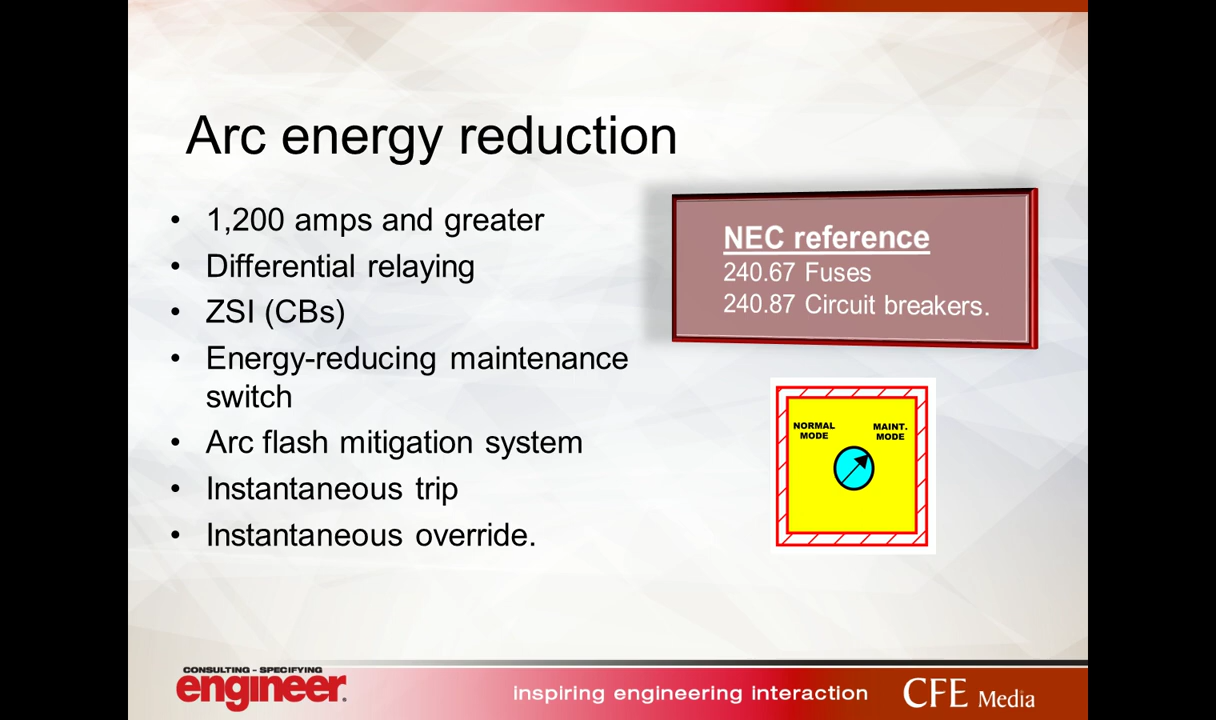 Arc energy reduction
• 1,200 amps and greater
• Differential relaying
• ZSI (CBs)
• Energy-reducing maintenance
switch
• Arc flash mitigation system
• Instantaneous trip
• Instantaneous override.
NEC reference
240.67 Fuses
240.87 Circuit breakers.
NORMAL
MODE
MAINT.
MODE
CONSULTING - SPECIFYING
engineer.
inspiring engineering interaction
CFE Media